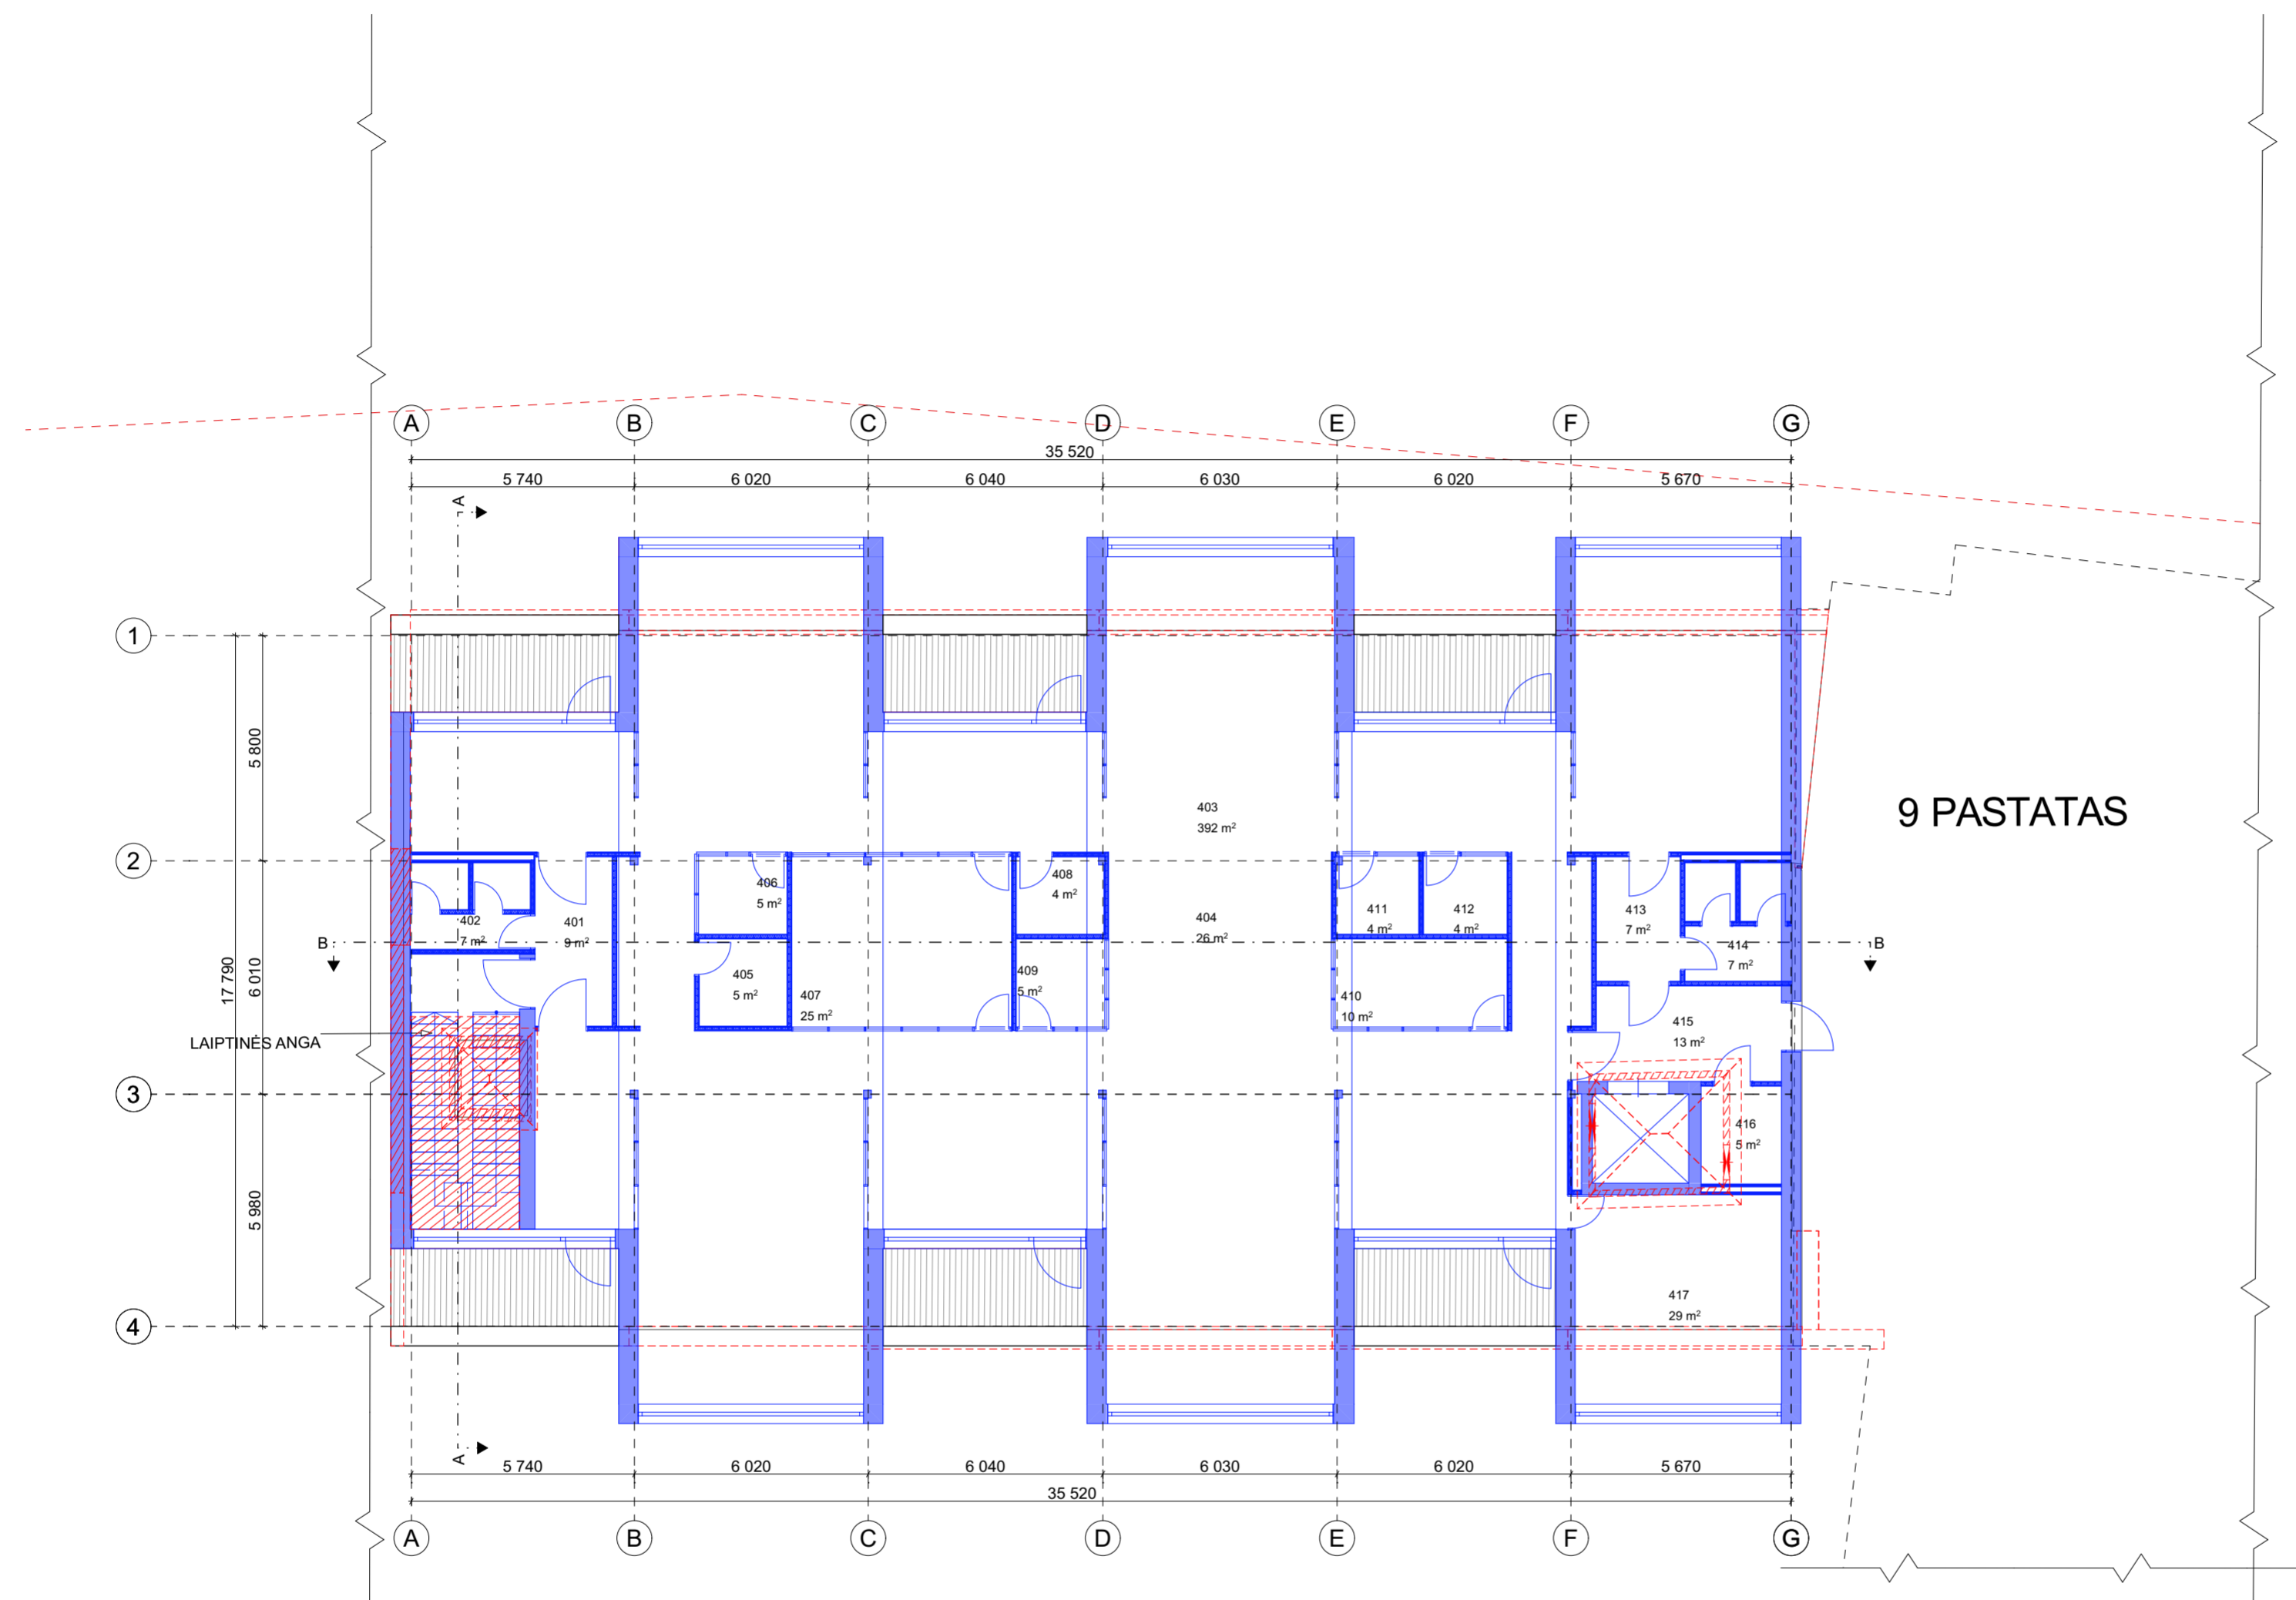 A B C D E F G
35 520
5 740 6 020 6 040 6 030 6 020 5 670
A
1
5 800
403
392 m²
9 PASTATAS
2
406
5 m²
408
4 m²
402
7 m²
401
9 m²
404
26 m²
411
4 m²
412
4 m²
413
7 m²
414
7 m²
B
B
17 790
6 010
405
5 m²
407
25 m²
409
5 m²
410
10 m²
415
13 m²
LAIPTINĖS ANGA
3
416
5 m²
5 980
417
29 m²
4
A
5 740 6 020 6 040 6 030 6 020 5 670
35 520
A B C D E F G